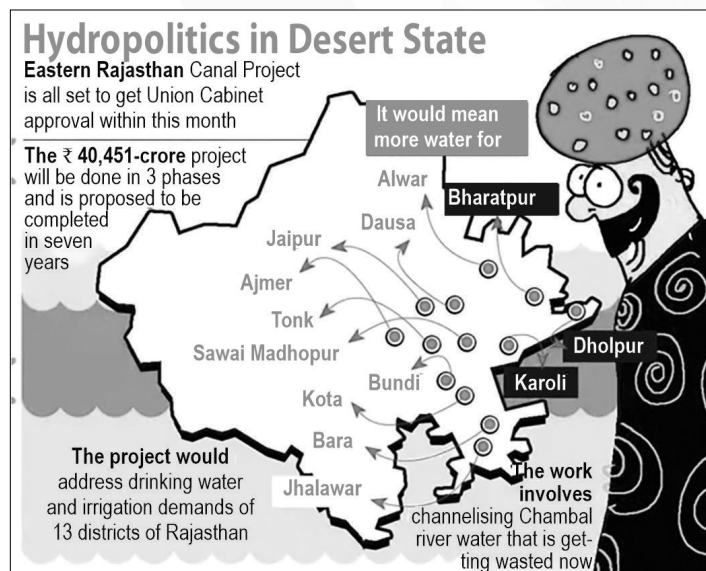 Hydropolitics in Desert State
Eastern Rajasthan Canal Project
is all set to get Union Cabinet
approval within this month
The ₹ 40,451-crore project
will be done in 3 phases
and is proposed to be
completed
in seven
years
It would mean
more water for
Alwar
Bharatpur
Dausa
Jaipur
Ajmer
Tonk
Sawai Madhopur
Dholpur
Bundi
Karoli
Kota
Bara
Jhalawar
The project would
address drinking water
and irrigation demands of
13 districts of Rajasthan
The work
involves
channelising Chambal
river water that is get-
ting wasted now